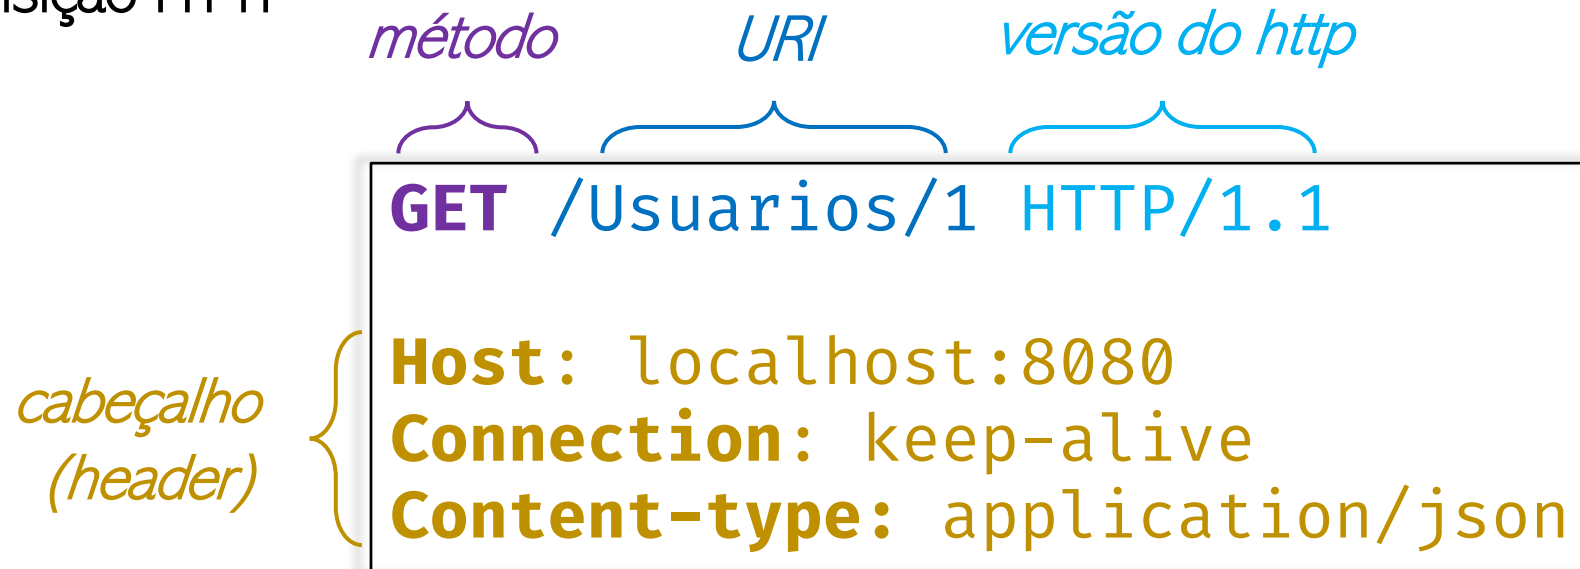 método URI versão do http
GET /Usuarios/1 HTTP/1.1
cabeçalho
(header)
Host: localhost:8080
Connection: keep-alive
Content-type: application/json